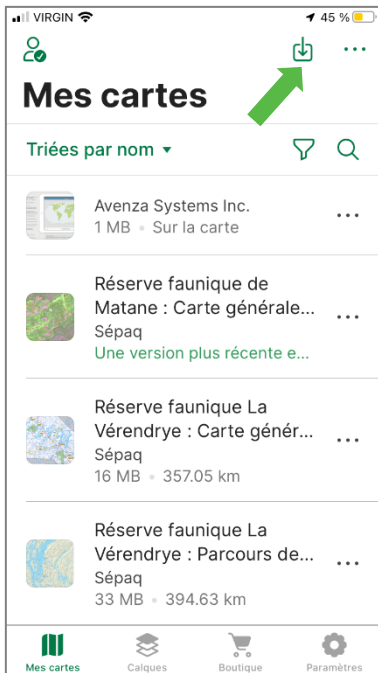 VIRGIN 45 %
Mes cartes
Triées par nom
Avenza Systems Inc.
1 MB • Sur la carte
Réserve faunique de
Matane : Carte générale...
Sépaq
Une version plus récente e...
Réserve faunique La
Vérendrye : Carte génér...
Sépaq
16 MB • 357.05 km
Réserve faunique La
Vérendrye : Parcours de...
Sépaq
33 MB • 394.63 km
Mes cartes Calques Boutique Paramètres